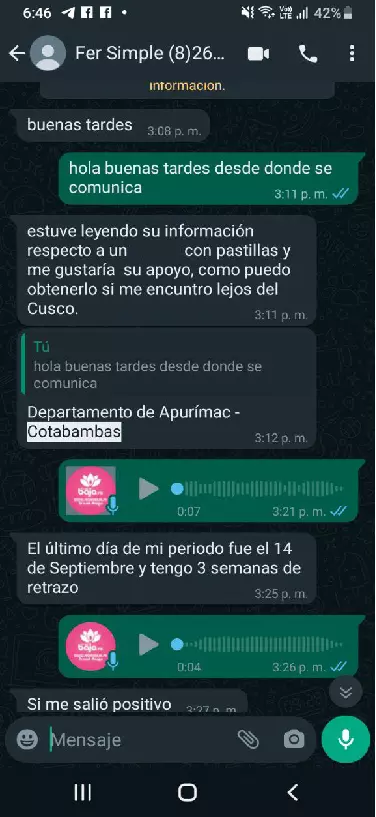 6:46
42%
Fer Simple (8)26...
información.
buenas tardes
3:08 p. m.
hola buenas tardes desde donde se
comunica
3:11 p. m.
estuve leyendo su información
respecto a un con pastillas y
me gustaría su apoyo, como puedo
obtenerlo si me encuntro lejos del
Cusco.
3:11 p. m.
Tú
hola buenas tardes desde donde se
comunica
Departamento de Apurímac -
Cotabambas
3:12 p. m.
0:07
3:21 p. m.
El último día de mi periodo fue el 14
de Septiembre y tengo 3 semanas de
retrazo
3:25 p. m.
0:04
3:26 p. m.
Si me salió positivo
3:27 p. m.
Mensaje